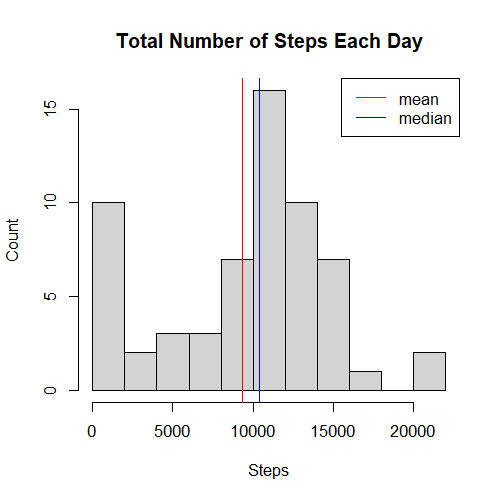 Total Number of Steps Each Day
mean
median
15
10
5
0
Count
0 5000 10000 15000 20000
Steps